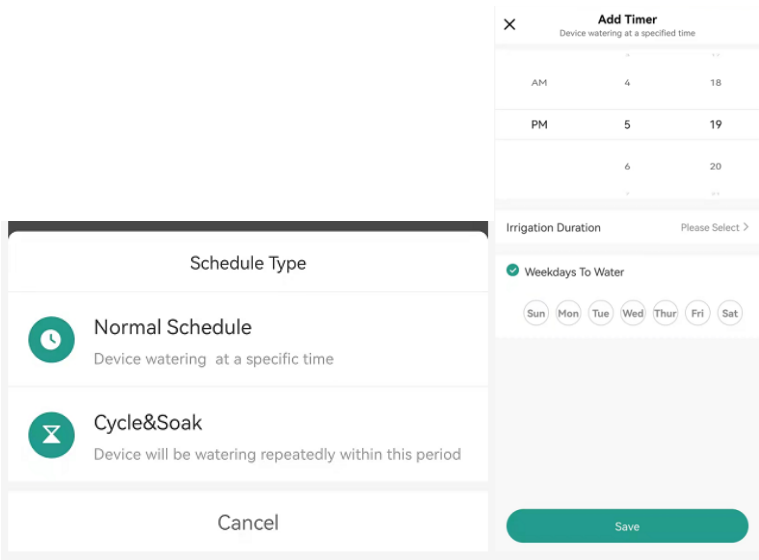 Schedule Type
Normal Schedule
Device watering at a specific time
Cycle&Soak
Device will be watering repeatedly within this period
Cancel
Add Timer
Device watering at a specified time
AM 4 18
PM 5 19
6 20
Irrigation Duration Please Select
Weekdays To Water
Sun Mon Tue Wed Thur Fri Sat
Save